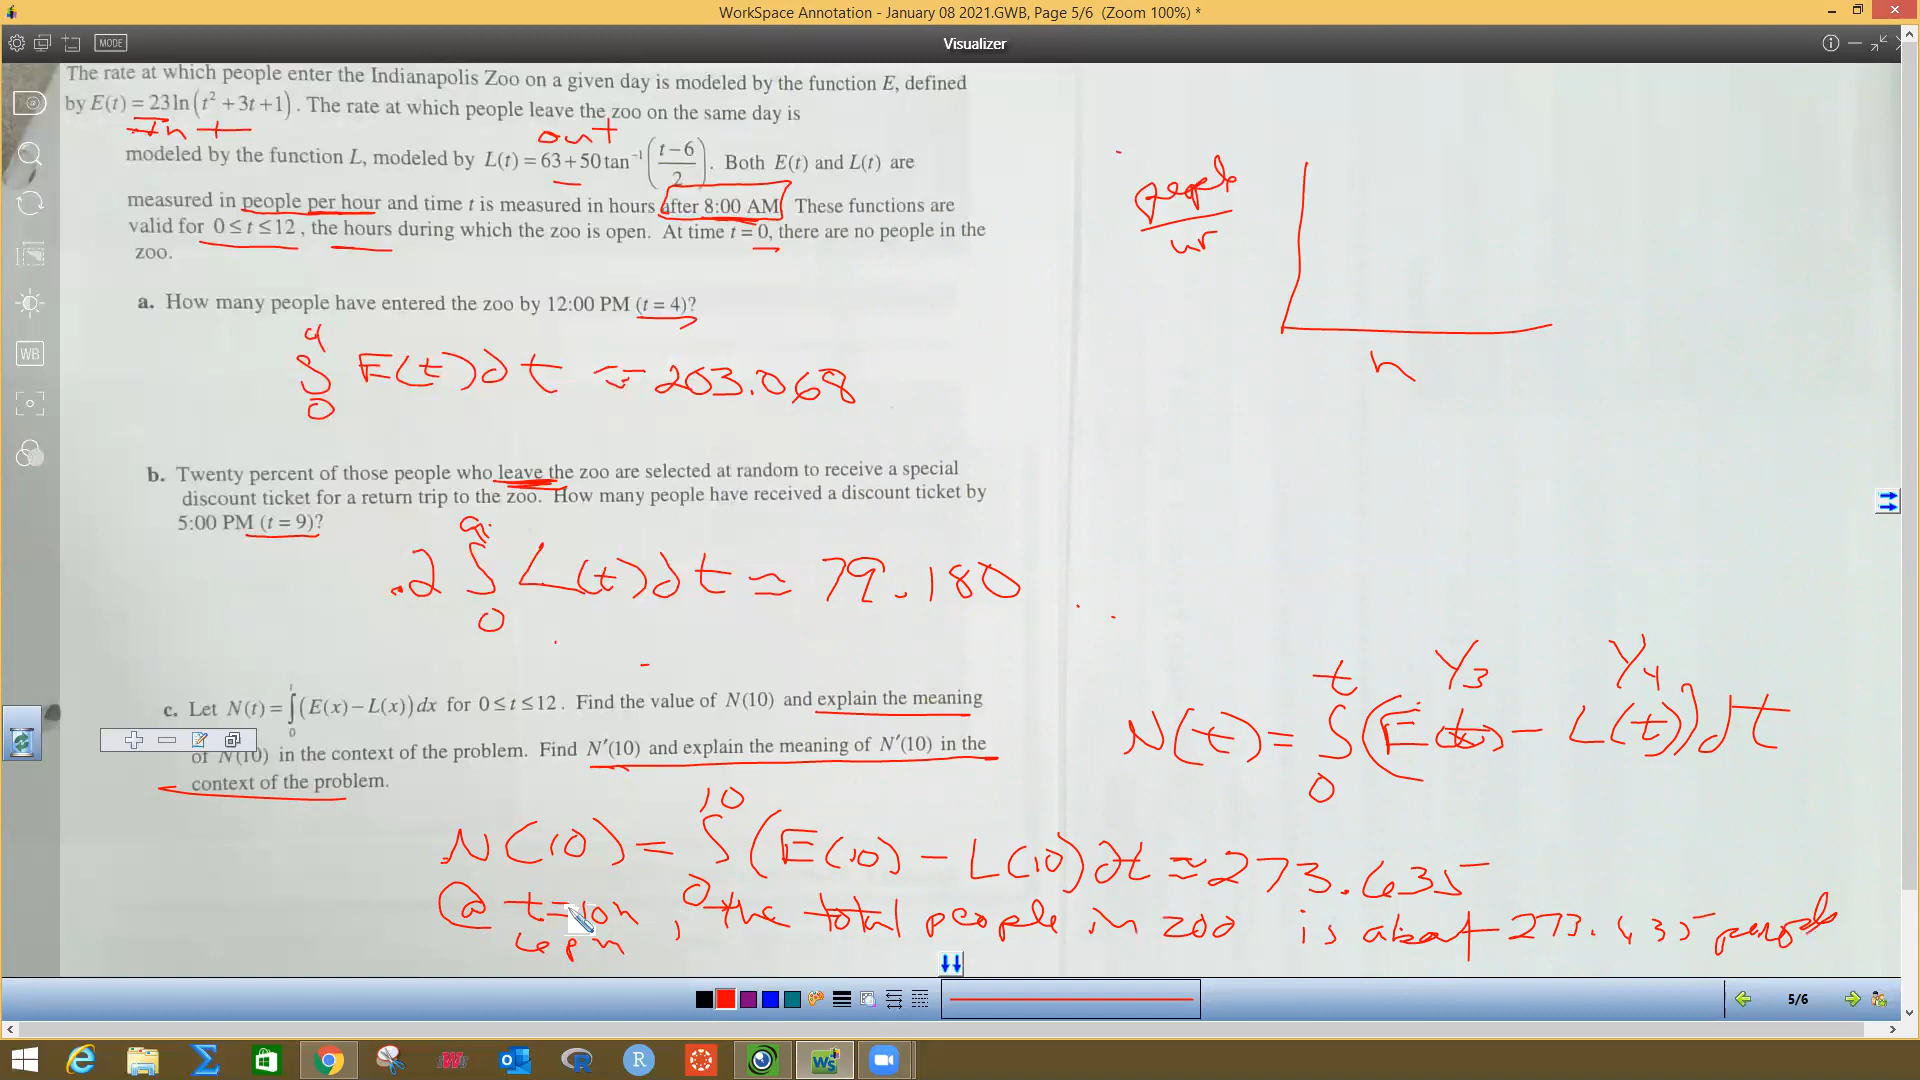 WorkSpace Annotation - January 08 2021.GWB, Page 5/6 (Zoom 100%) *
MODE
Visualizer
The rate at which people enter the Indianapolis Zoo on a given day is modeled by the function E, defined
by E(t) = 23ln(t² + 3t + 1). The rate at which people leave the zoo on the same day is
In t
out
modeled by the function L, modeled by L(t) = 63 + 50 tan⁻¹((t − 6)/2). Both E(t) and L(t) are
measured in people per hour and time t is measured in hours after 8:00 AM. These functions are
valid for 0 ≤ t ≤ 12, the hours during which the zoo is open. At time t = 0, there are no people in the
zoo.
people
hr
h
a. How many people have entered the zoo by 12:00 PM (t = 4)?
∫₀⁴ E(t)dt ≈ 203.068
b. Twenty percent of those people who leave the zoo are selected at random to receive a special
discount ticket for a return trip to the zoo. How many people have received a discount ticket by
5:00 PM (t = 9)?
.2 ∫₀⁹ L(t)dt ≈ 79.180
c. Let N(t) = ∫₀ᵗ (E(x) − L(x))dx for 0 ≤ t ≤ 12. Find the value of N(10) and explain the meaning
of N(10) in the context of the problem. Find N′(10) and explain the meaning of N′(10) in the
context of the problem.
Y3 Y4
N(t) = ∫₀ᵗ (E(t) − L(t))dt
N(10) = ∫₀¹⁰ (E(10) − L(10)dt ≈ 273.635
@ t=10h, the total people in zoo is about 273.635 people
6pm
WB
5/6